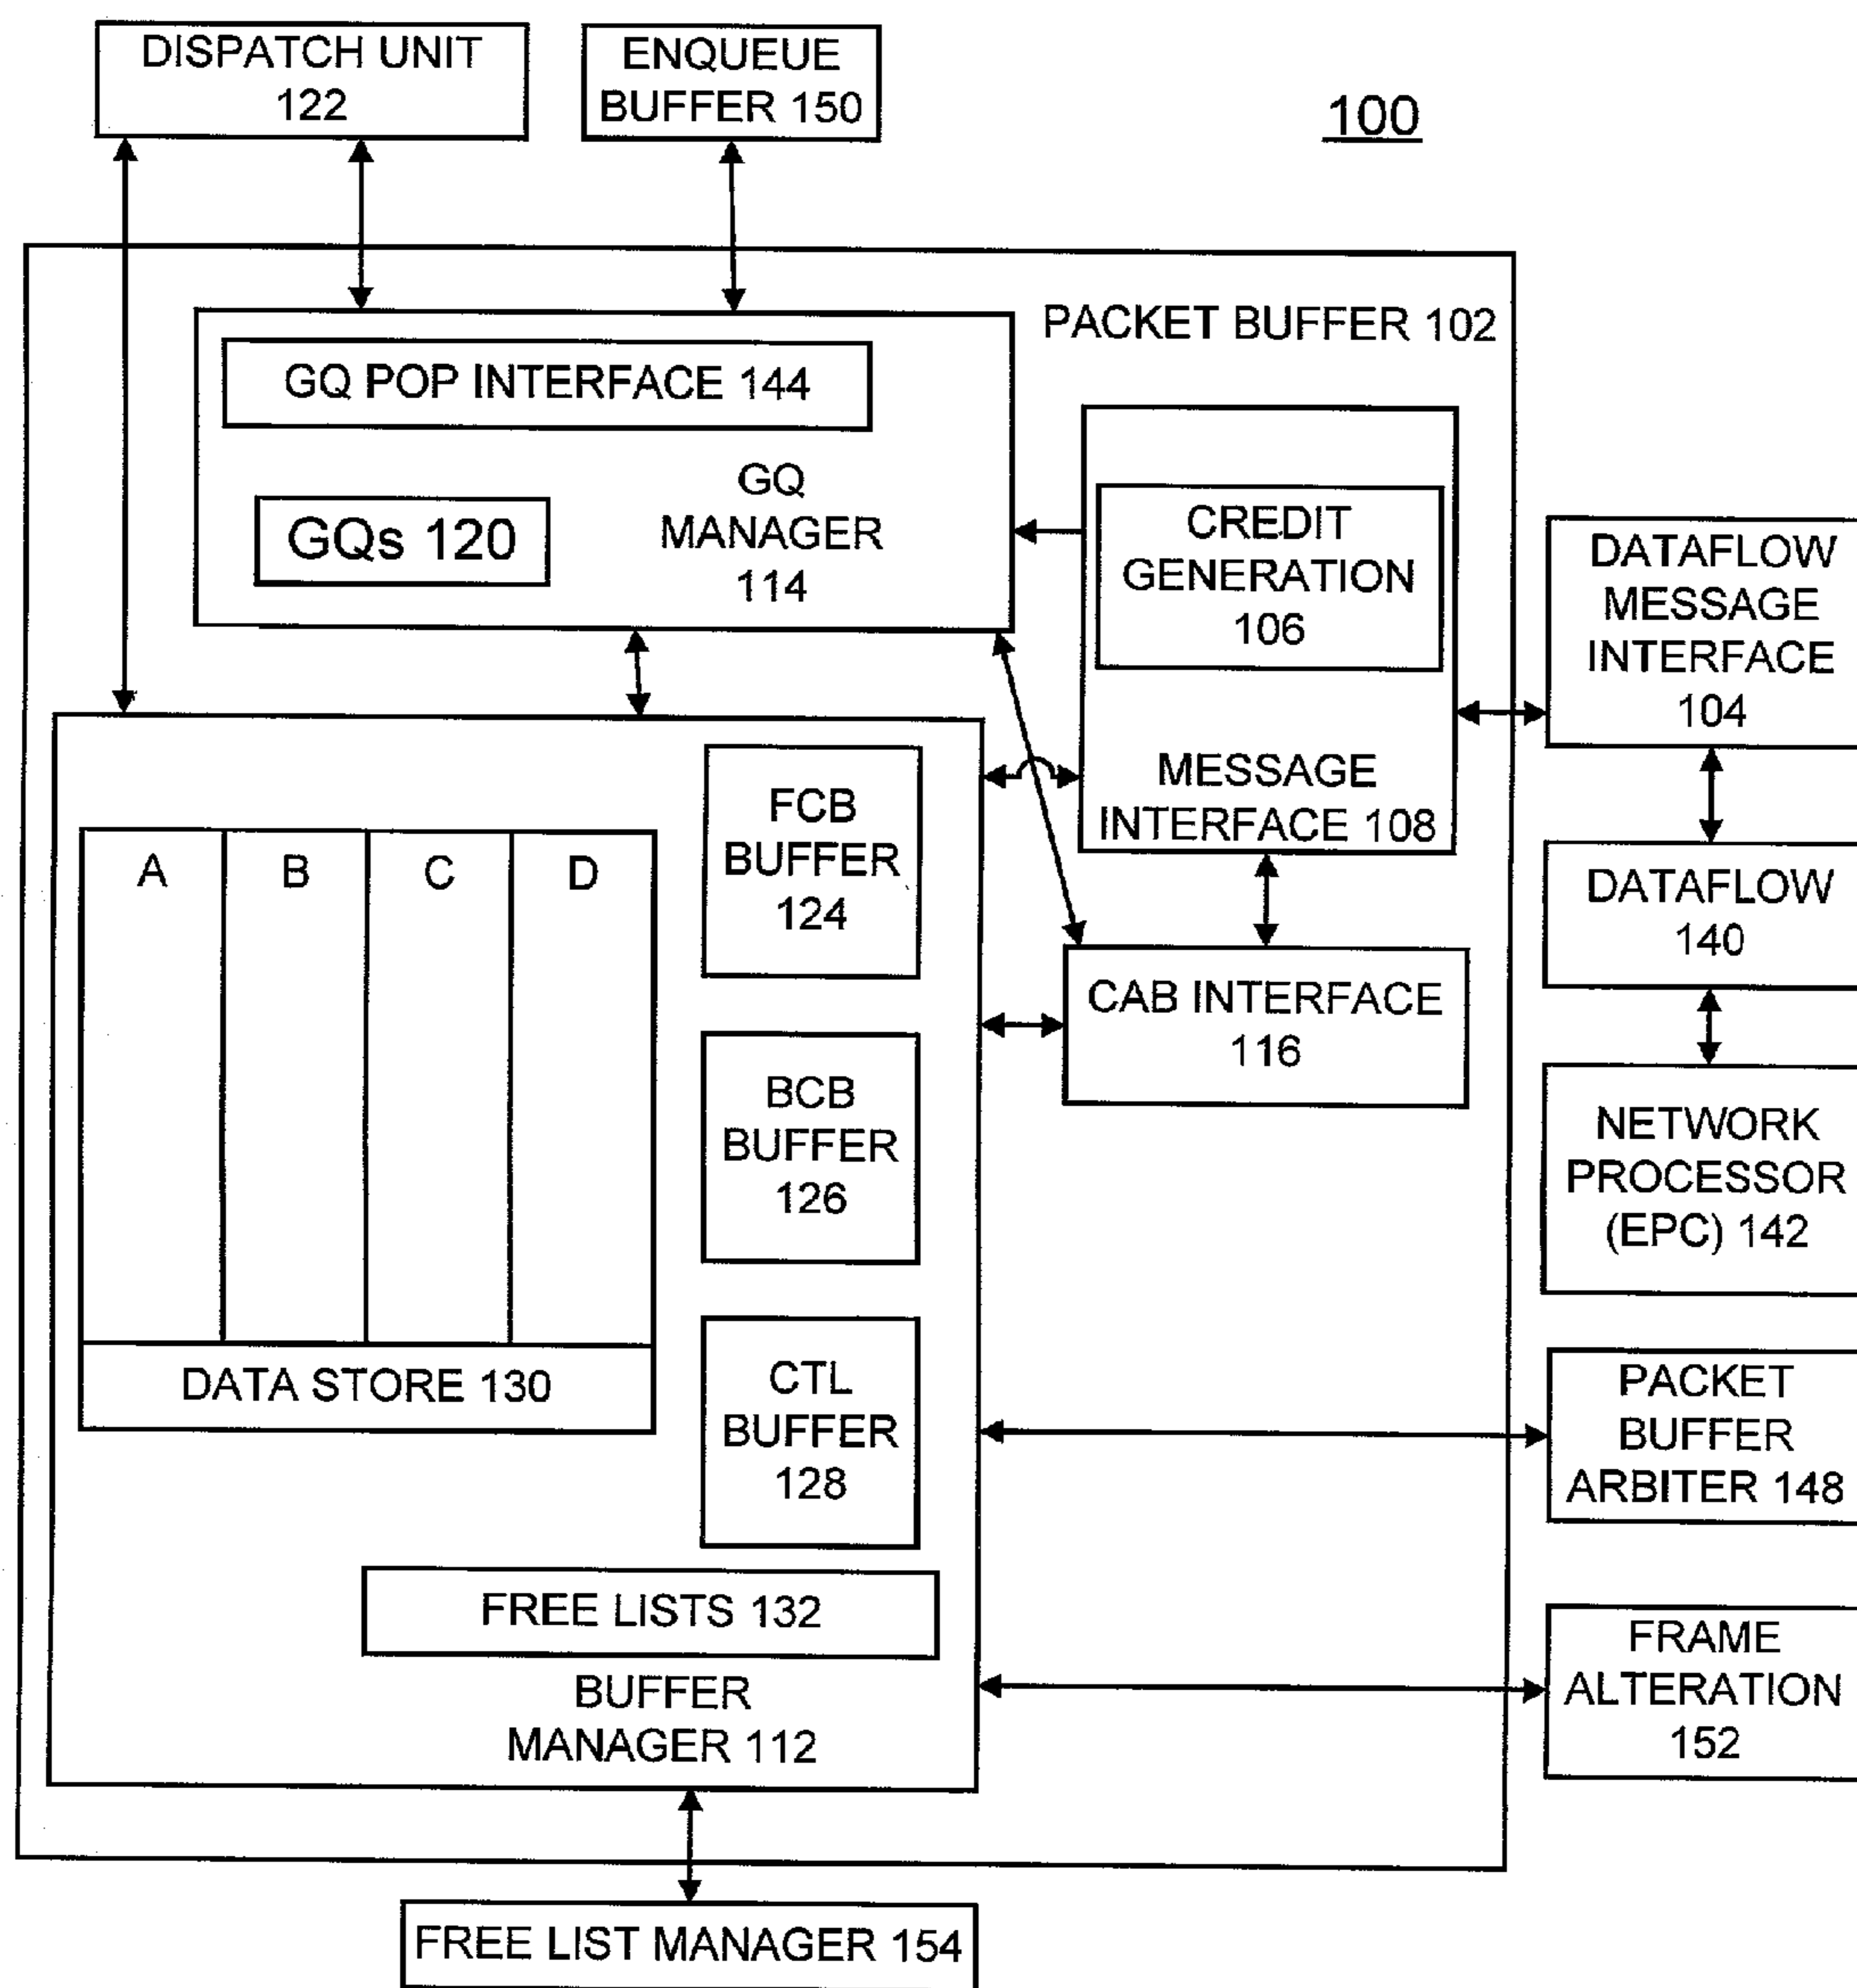 DISPATCH UNIT
122
ENQUEUE
BUFFER 150
100
PACKET BUFFER 102
GQ POP INTERFACE 144
GQ
MANAGER
114
GQs 120
CREDIT
GENERATION
106
MESSAGE
INTERFACE 108
DATAFLOW
MESSAGE
INTERFACE
104
FCB
BUFFER
124
A
B
C
D
DATAFLOW
140
CAB INTERFACE
116
BCB
BUFFER
126
NETWORK
PROCESSOR
(EPC) 142
DATA STORE 130
CTL
BUFFER
128
PACKET
BUFFER
ARBITER 148
FREE LISTS 132
BUFFER
MANAGER 112
FRAME
ALTERATION
152
FREE LIST MANAGER 154